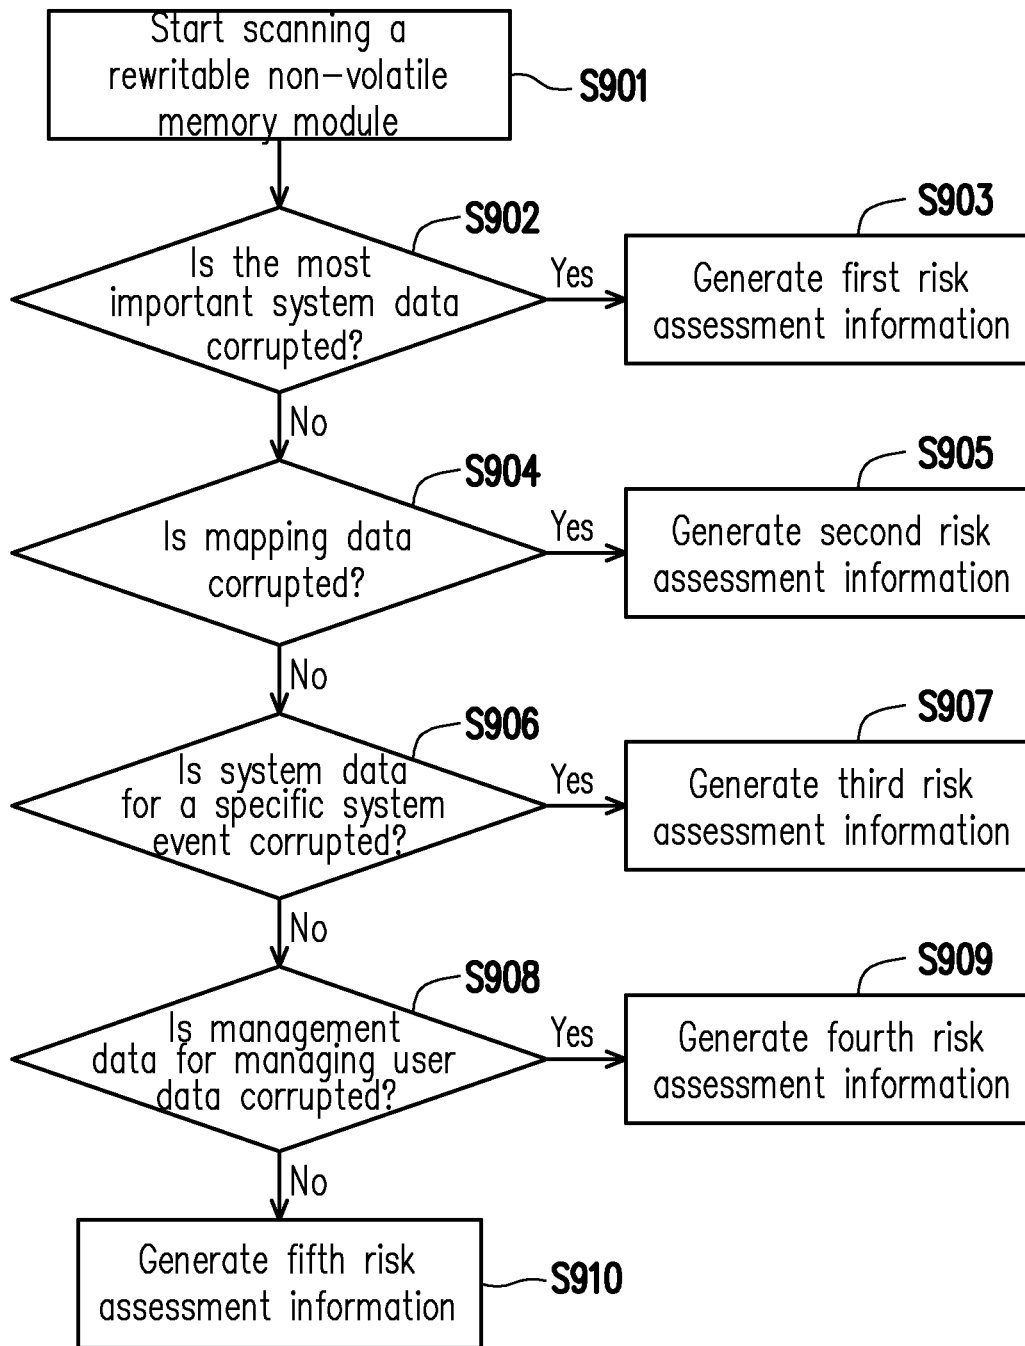 Start scanning a
rewritable non-volatile
memory module
S901
S902
Is the most
important system data
corrupted?
Yes
S903
Generate first risk
assessment information
No
S904
Is mapping data
corrupted?
Yes
S905
Generate second risk
assessment information
No
S906
Is system data
for a specific system
event corrupted?
Yes
S907
Generate third risk
assessment information
No
S908
Is management
data for managing user
data corrupted?
Yes
S909
Generate fourth risk
assessment information
No
Generate fifth risk
assessment information
S910